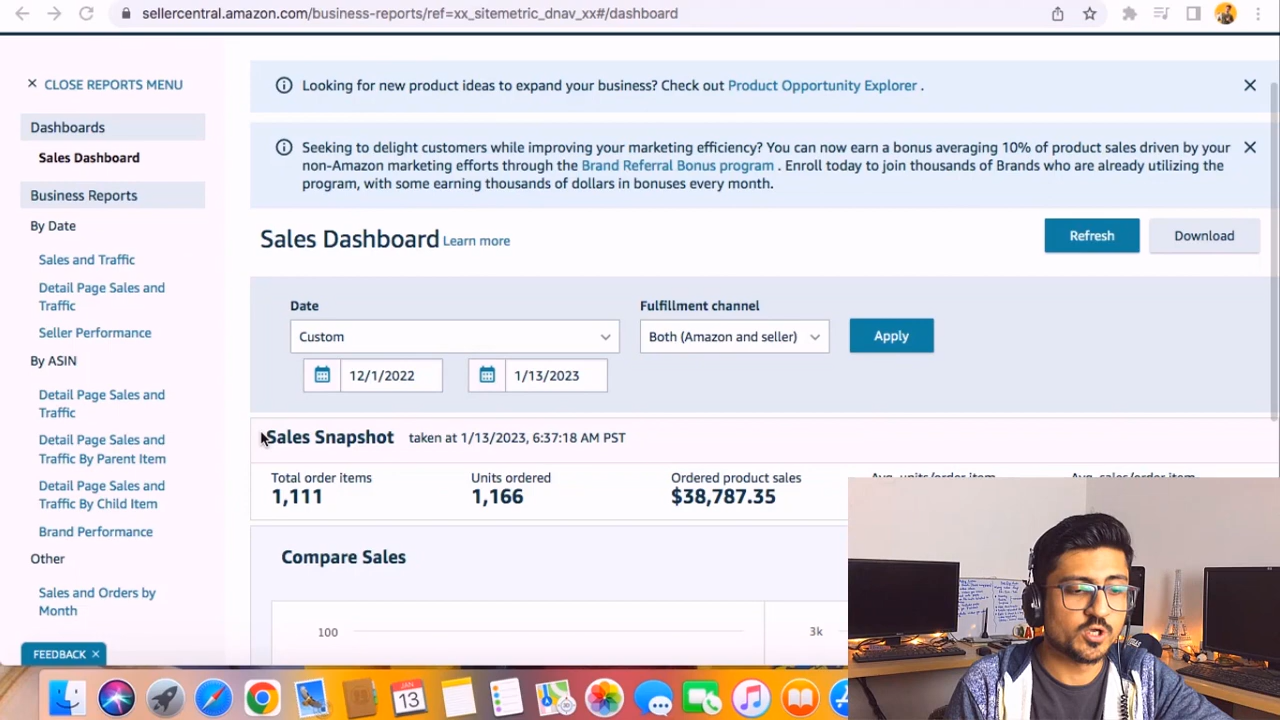 sellercentral.amazon.com/business-reports/ref=xx_sitemetric_dnav_xx#/dashboard
CLOSE REPORTS MENU
Dashboards
Sales Dashboard
Business Reports
By Date
Sales and Traffic
Detail Page Sales and
Traffic
Seller Performance
By ASIN
Detail Page Sales and
Traffic
Detail Page Sales and
Traffic By Parent Item
Detail Page Sales and
Traffic By Child Item
Brand Performance
Other
Sales and Orders by
Month
FEEDBACK ×
Looking for new product ideas to expand your business? Check out Product Opportunity Explorer .
Seeking to delight customers while improving your marketing efficiency? You can now earn a bonus averaging 10% of product sales driven by your
non-Amazon marketing efforts through the Brand Referral Bonus program . Enroll today to join thousands of Brands who are already utilizing the
program, with some earning thousands of dollars in bonuses every month.
Sales Dashboard Learn more
Refresh Download
Date Fulfillment channel
Custom Both (Amazon and seller) Apply
12/1/2022 1/13/2023
Sales Snapshot taken at 1/13/2023, 6:37:18 AM PST
Total order items Units ordered Ordered product sales Avg. units/order item Avg. sales/order item
1,111 1,166 $38,787.35
Compare Sales
100 3k
JAN
13